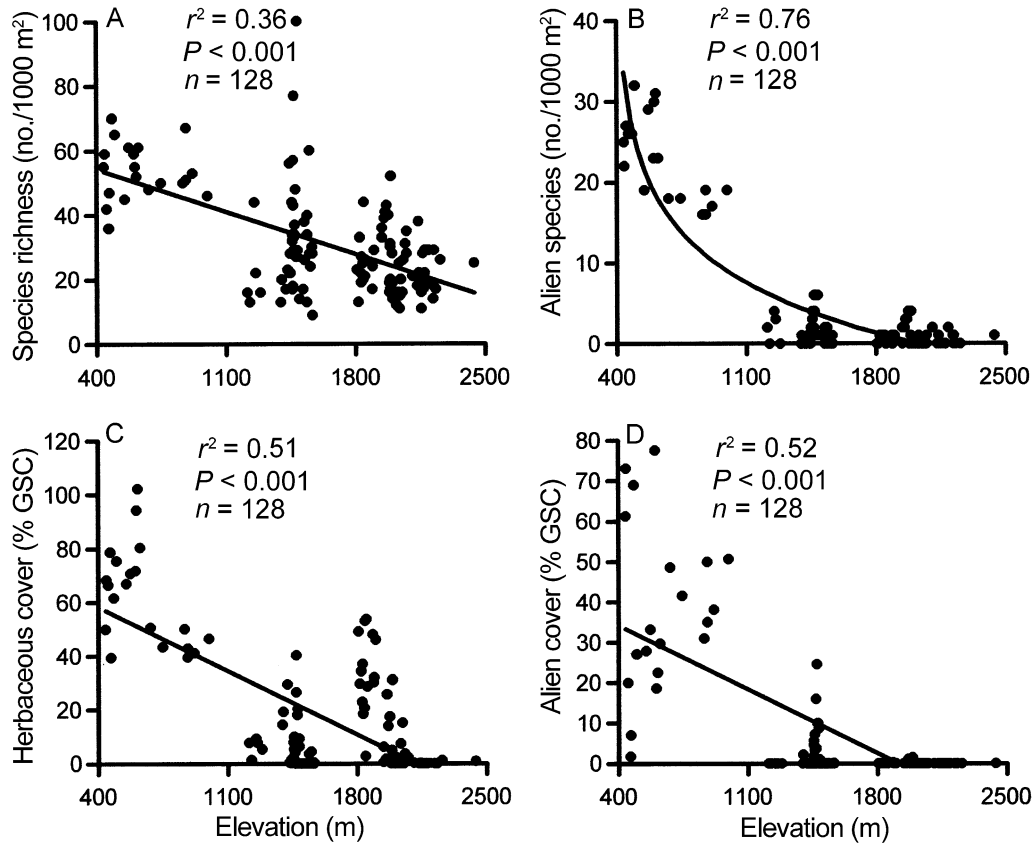 A
r² = 0.36
P < 0.001
n = 128
Species richness (no./1000 m²)
100
80
60
40
20
0
400 1100 1800 2500
B
r² = 0.76
P < 0.001
n = 128
Alien species (no./1000 m²)
40
30
20
10
0
400 1100 1800 2500
C
r² = 0.51
P < 0.001
n = 128
Herbaceous cover (% GSC)
120
100
80
60
40
20
0
400 1100 1800 2500
Elevation (m)
D
r² = 0.52
P < 0.001
n = 128
Alien cover (% GSC)
80
70
60
50
40
30
20
10
0
400 1100 1800 2500
Elevation (m)